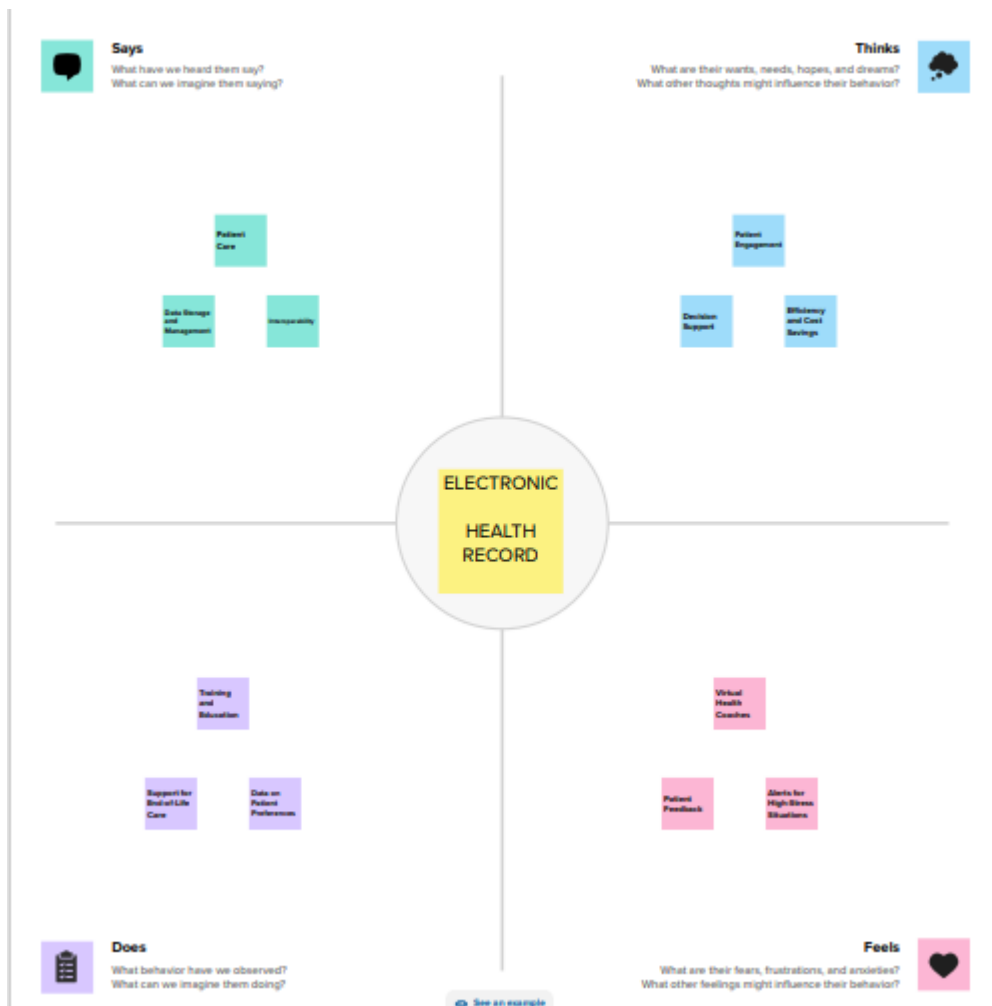 Says
What have we heard them say?
What can we imagine them saying?
Thinks
What are their wants, needs, hopes, and dreams?
What other thoughts might influence their behavior?
Patient
Care
Data Storage
and
Management
Interoperability
Patient
Engagement
Decision
Support
Efficiency
and Cost
Savings
ELECTRONIC
HEALTH
RECORD
Training
and
Education
Support for
End of Life
Care
Data on
Patient
Preferences
Virtual
Health
Coaches
Patient
Feedback
Alerts for
High-Stress
Situations
Does
What behavior have we observed?
What can we imagine them doing?
Feels
What are their fears, frustrations, and anxieties?
What other feelings might influence their behavior?
See an example